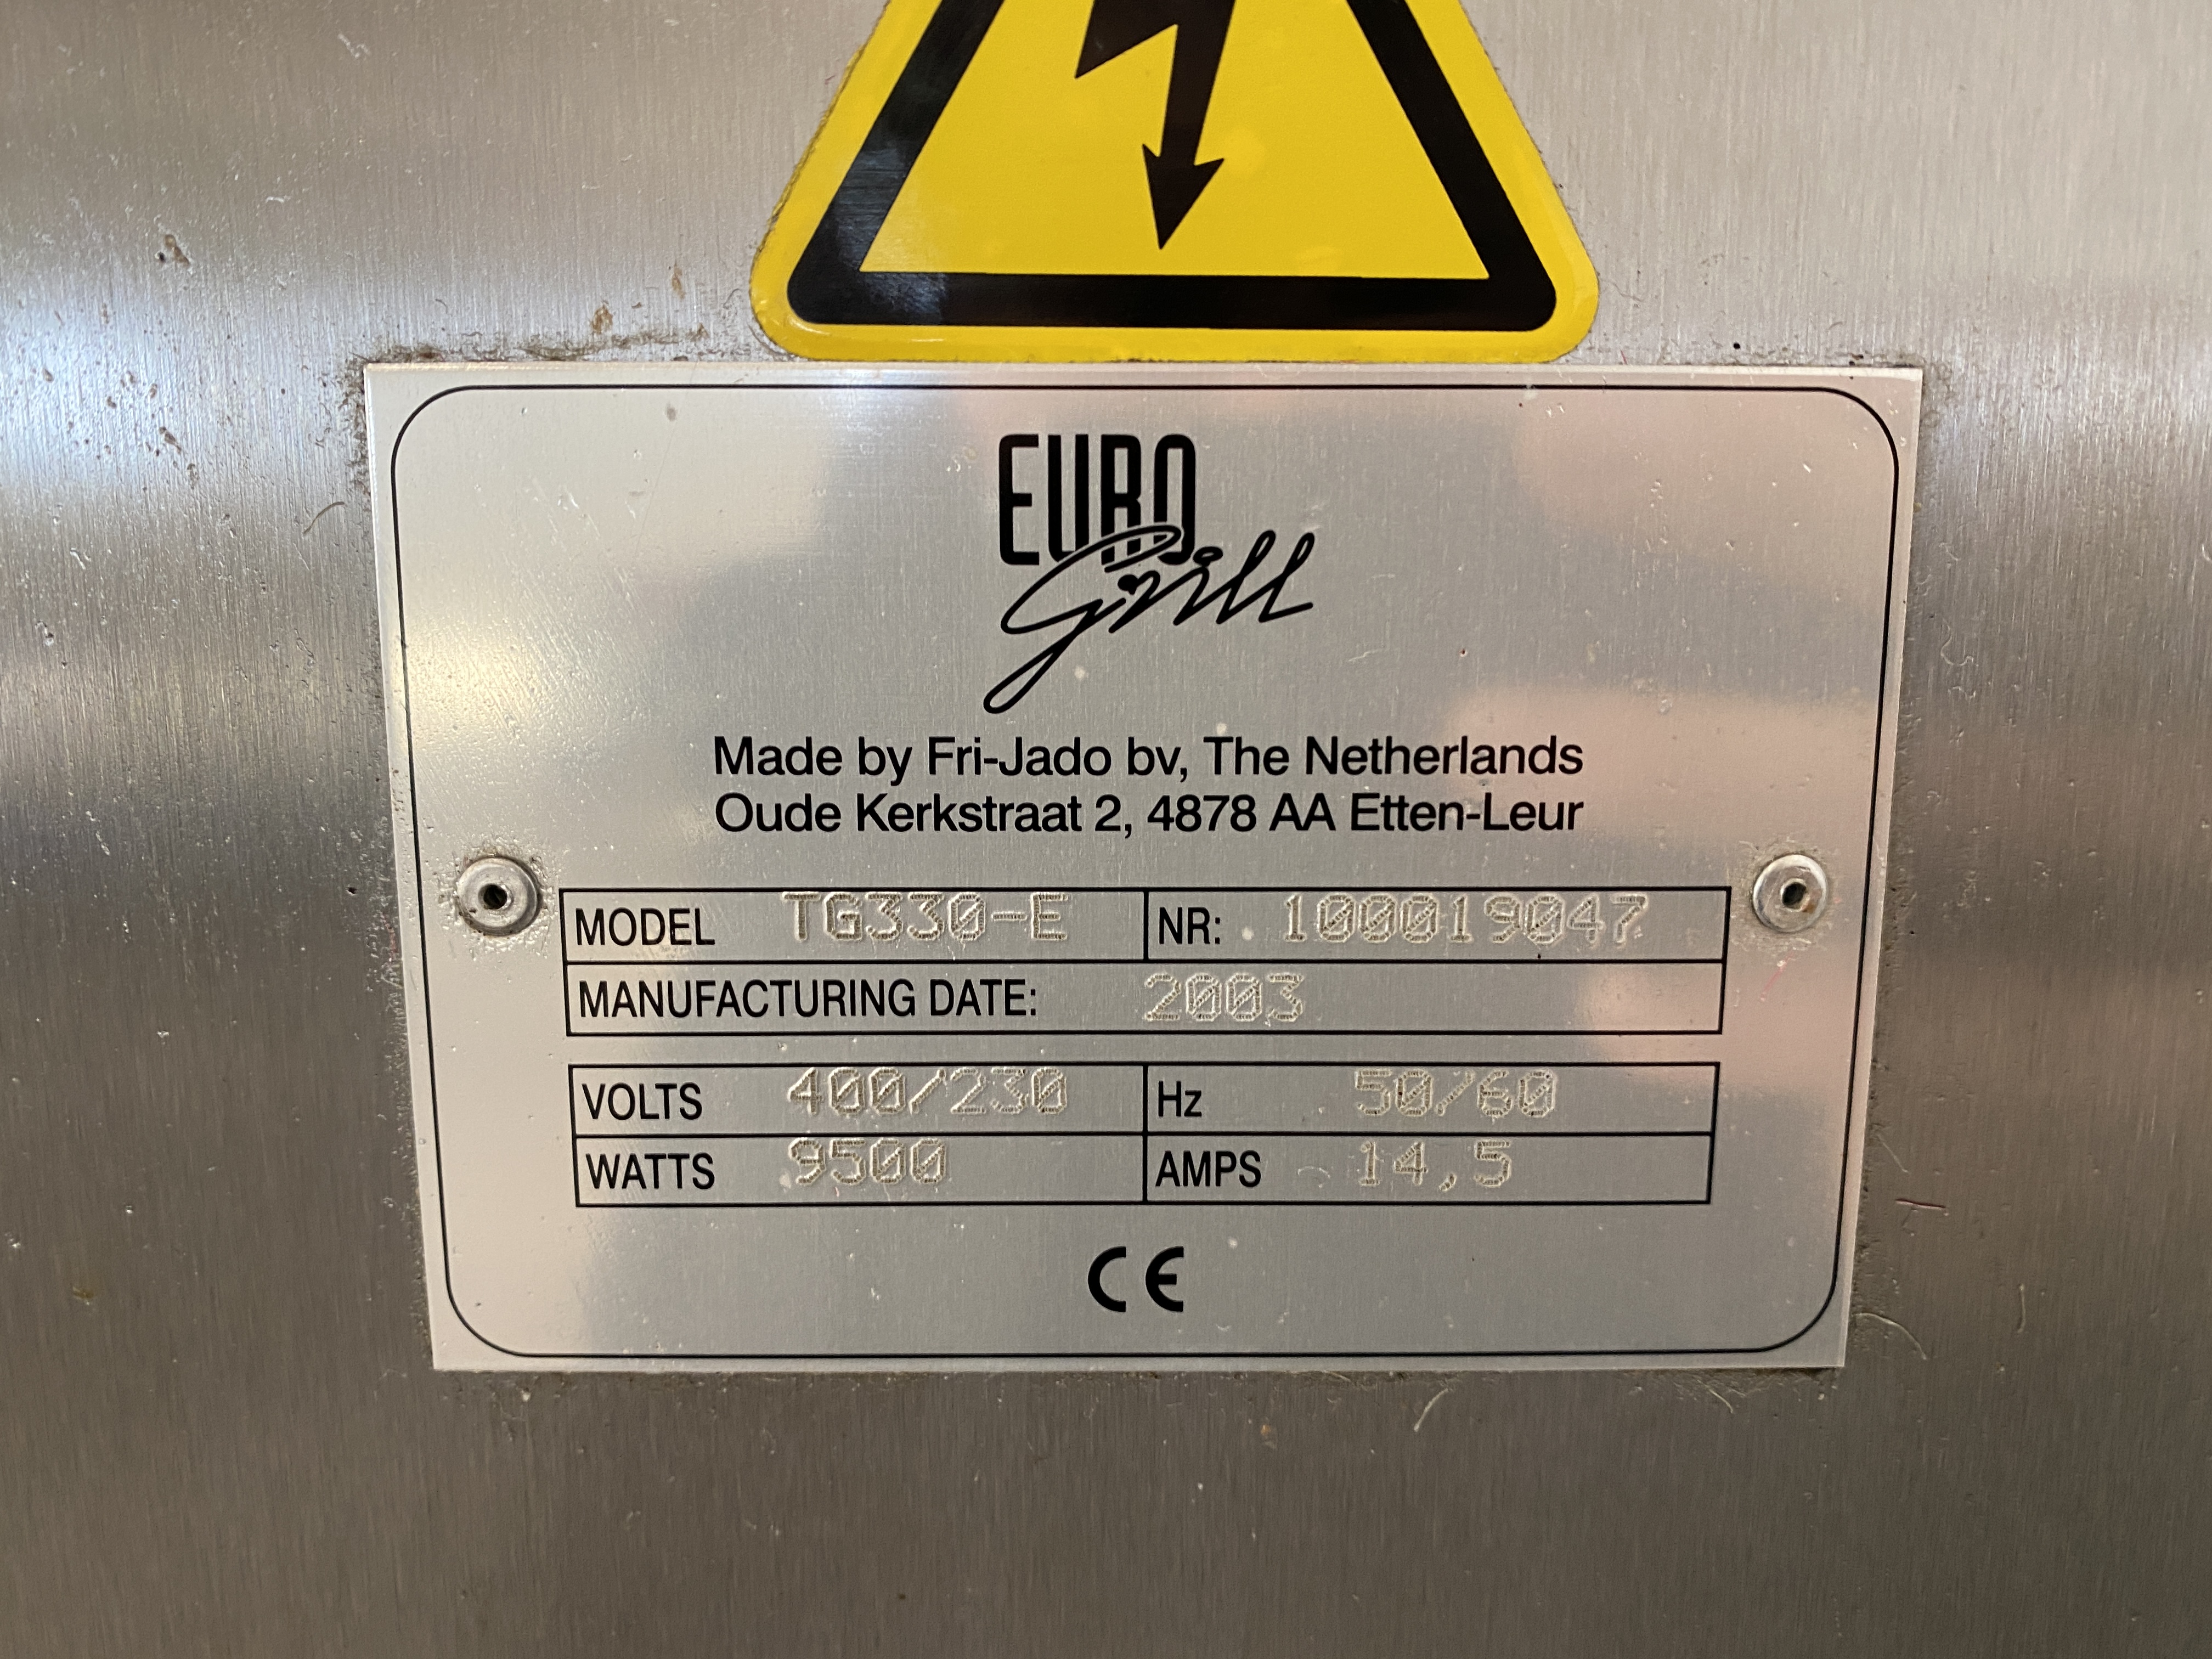 EURO
Grill
Made by Fri-Jado bv, The Netherlands
Oude Kerkstraat 2, 4878 AA Etten-Leur
MODEL TG330-E NR: 100019047
MANUFACTURING DATE: 2003
VOLTS 400/230 Hz 50/60
WATTS 9500 AMPS 14,5
CE